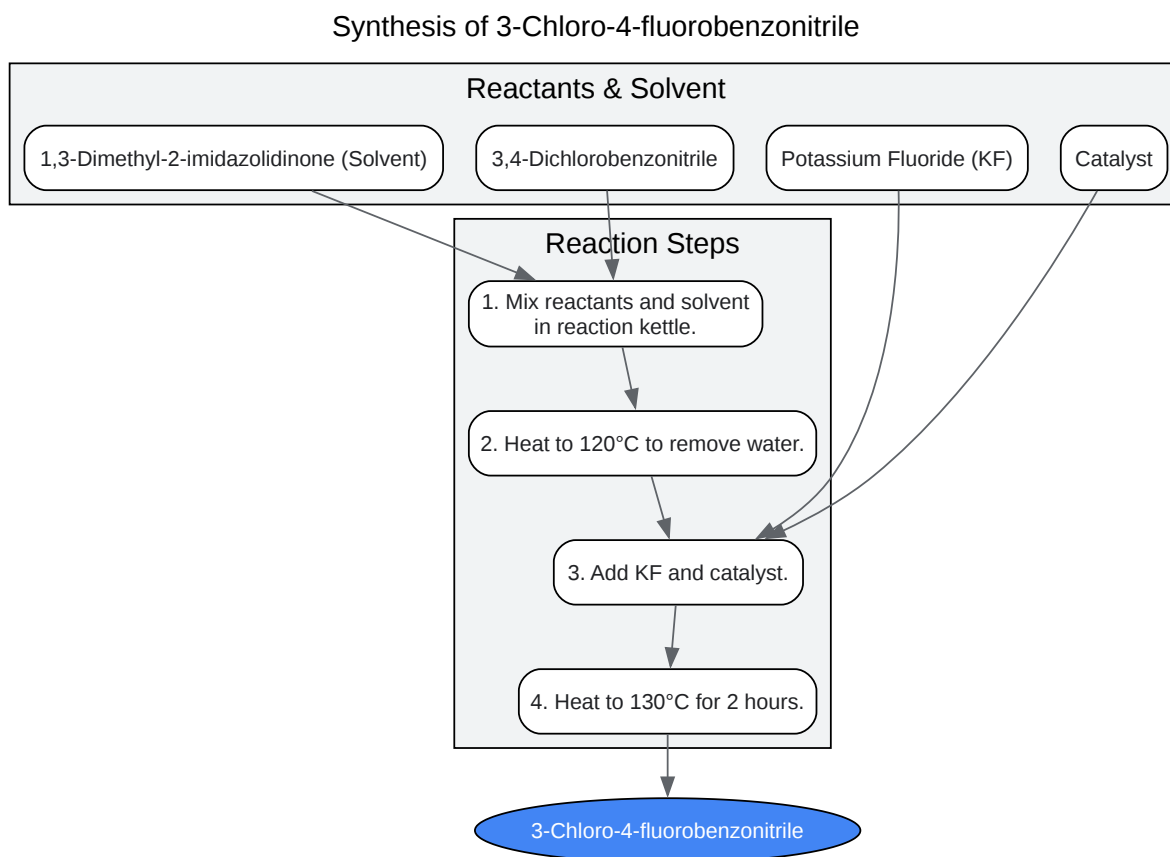 Synthesis of 3-Chloro-4-fluorobenzonitrile
Reactants & Solvent
1,3-Dimethyl-2-imidazolidinone (Solvent)
3,4-Dichlorobenzonitrile
Potassium Fluoride (KF)
Catalyst
Reaction Steps
1. Mix reactants and solvent
in reaction kettle.
2. Heat to 120°C to remove water.
3. Add KF and catalyst.
4. Heat to 130°C for 2 hours.
3-Chloro-4-fluorobenzonitrile